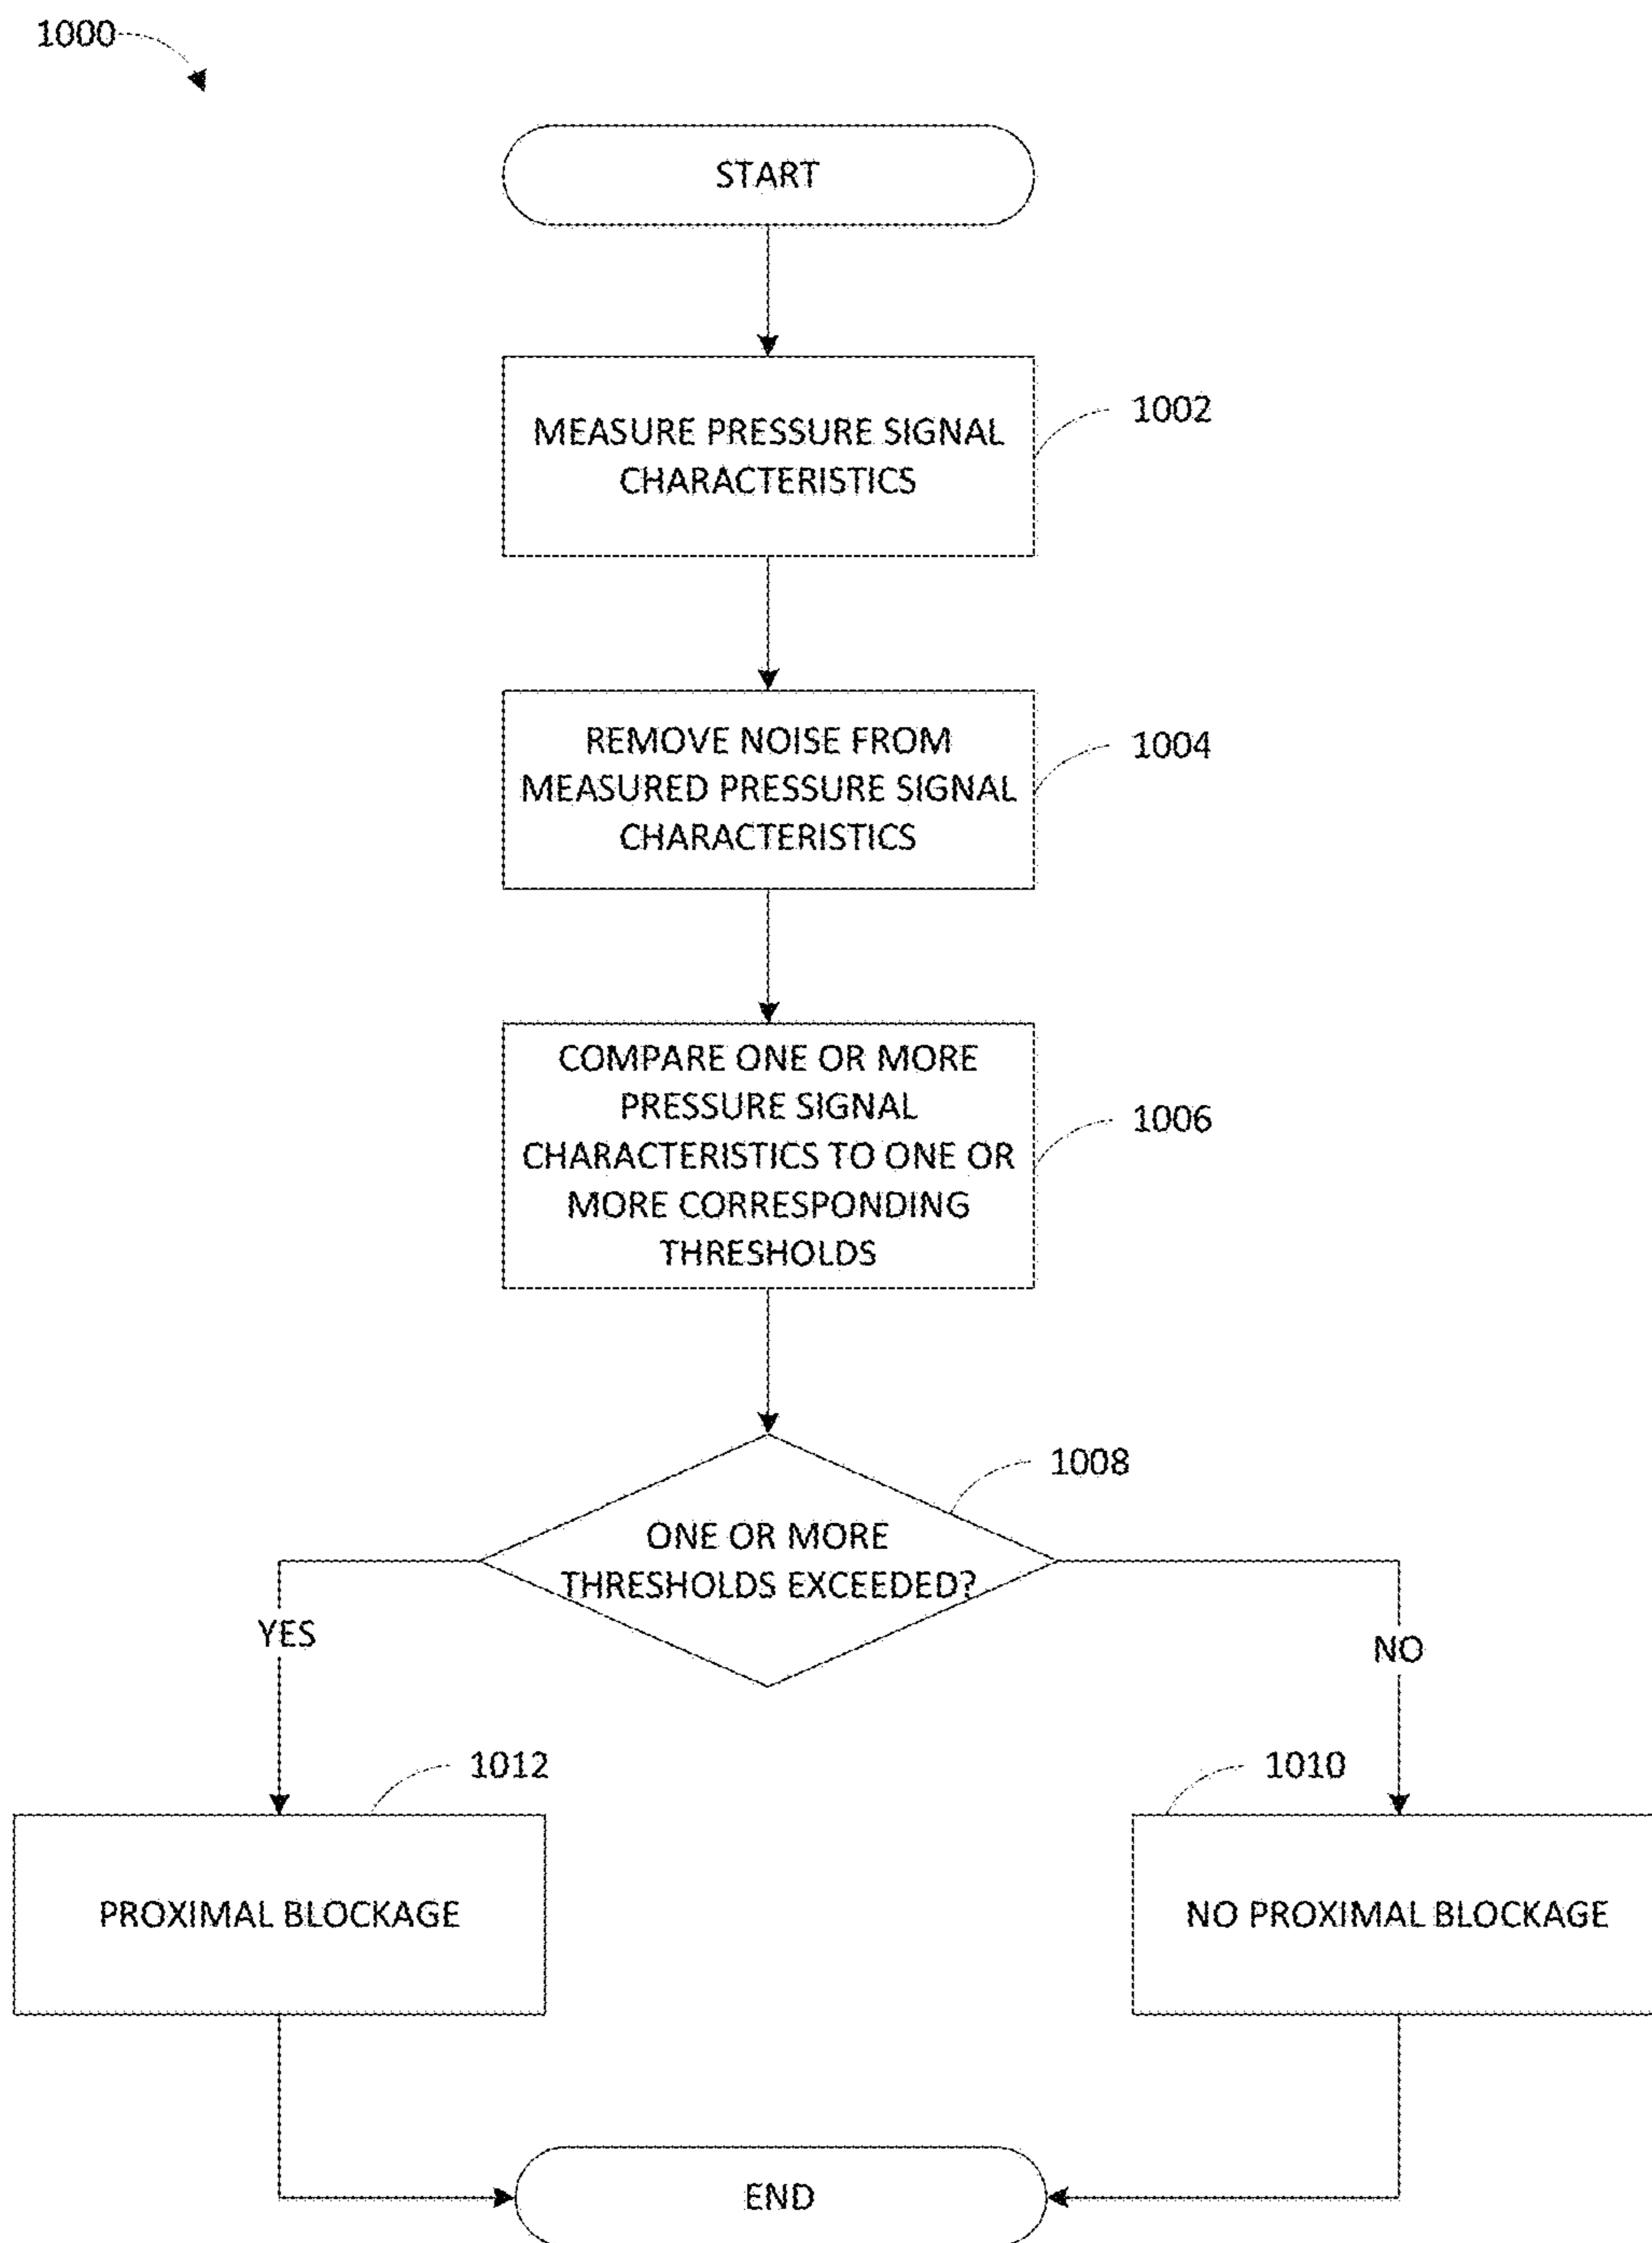 1000
START
MEASURE PRESSURE SIGNAL
CHARACTERISTICS
1002
REMOVE NOISE FROM
MEASURED PRESSURE SIGNAL
CHARACTERISTICS
1004
COMPARE ONE OR MORE
PRESSURE SIGNAL
CHARACTERISTICS TO ONE OR
MORE CORRESPONDING
THRESHOLDS
1006
1008
ONE OR MORE
THRESHOLDS EXCEEDED?
YES
NO
1012
1010
PROXIMAL BLOCKAGE
NO PROXIMAL BLOCKAGE
END